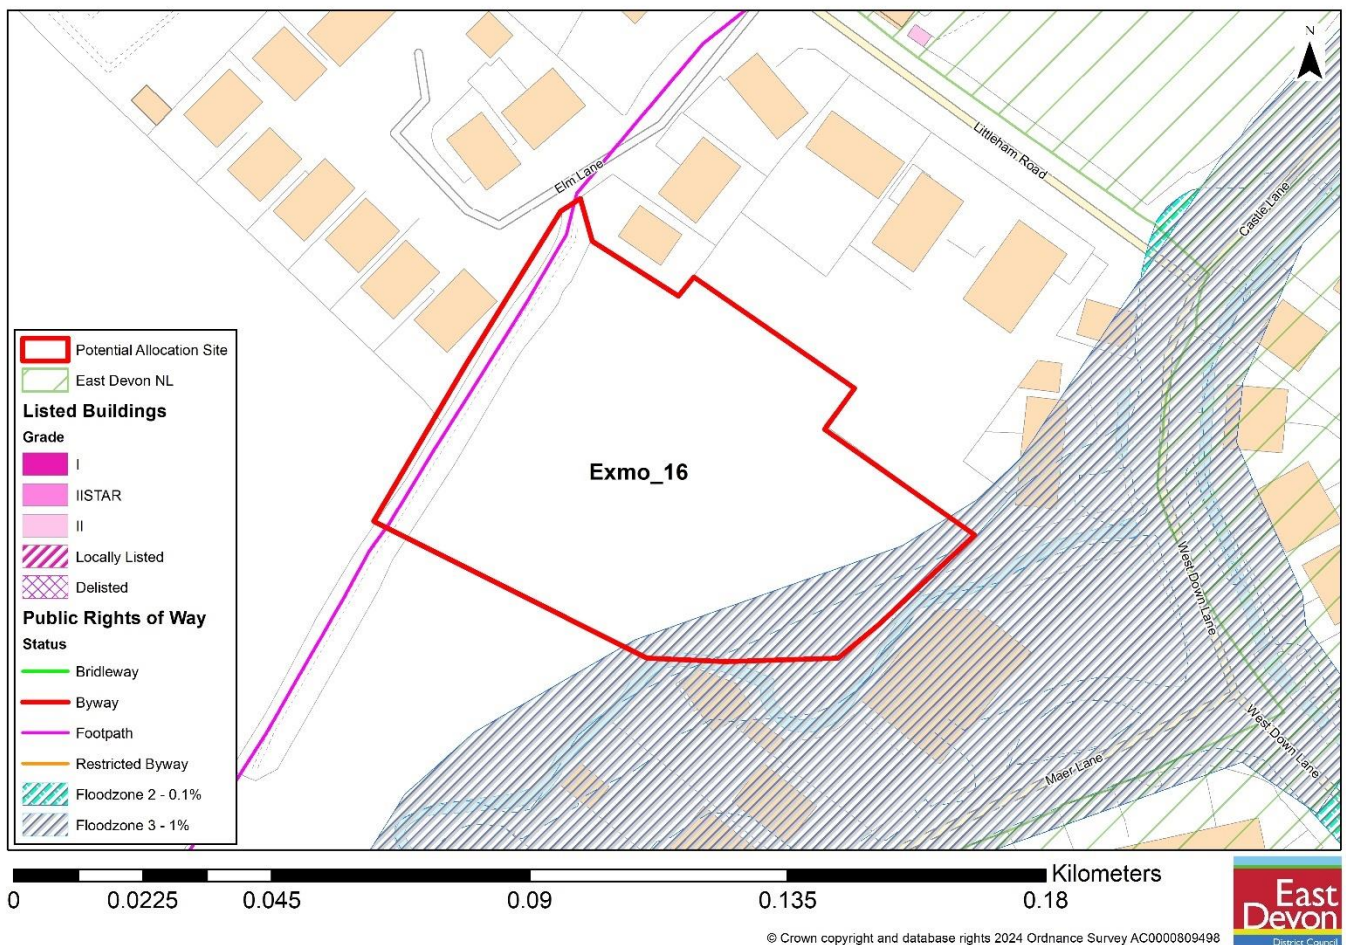 N
Littleham Road
Elm Lane
Castle Lane
Exmo_16
West Down Lane
West Down Lane
Maer Lane
Potential Allocation Site
East Devon NL
Listed Buildings
Grade
I
IISTAR
II
Locally Listed
Delisted
Public Rights of Way
Status
Bridleway
Byway
Footpath
Restricted Byway
Floodzone 2 - 0.1%
Floodzone 3 - 1%
Kilometers
0 0.0225 0.045 0.09 0.135 0.18
East
Devon
District Council
© Crown copyright and database rights 2024 Ordnance Survey AC0000809498